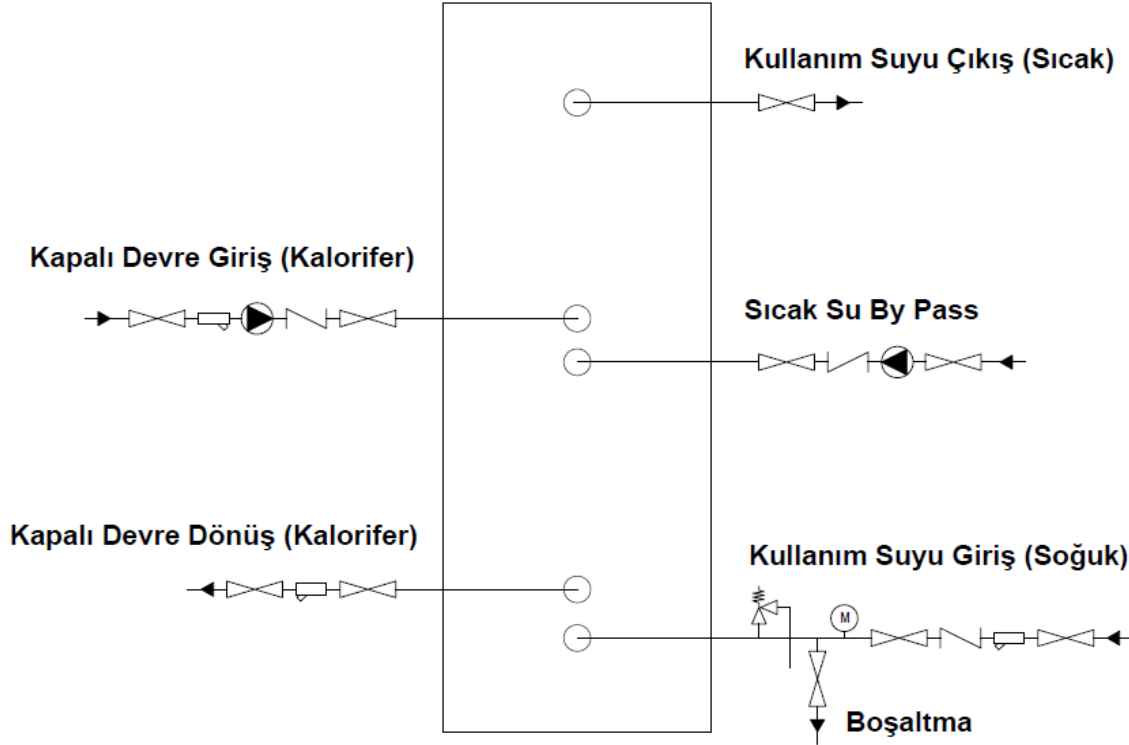 Kullanım Suyu Çıkış (Sıcak)
Kapalı Devre Giriş (Kalorifer)
Sıcak Su By Pass
Kapalı Devre Dönüş (Kalorifer)
Kullanım Suyu Giriş (Soğuk)
M
Boşaltma